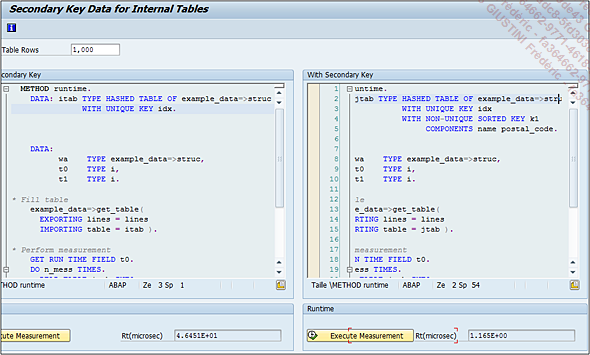 Secondary Key Data for Internal Tables
Table Rows 1,000
condary Key
METHOD runtime.
DATA: itab TYPE HASHED TABLE OF example_data=>struc
WITH UNIQUE KEY idx.
DATA:
wa TYPE example_data=>struc,
t0 TYPE i,
t1 TYPE i.
* Fill table
example_data=>get_table(
EXPORTING lines = lines
IMPORTING table = itab ).
* Perform measurement
GET RUN TIME FIELD t0.
DO n_mess TIMES.
THOD runtime ABAP Ze 3 Sp 1
cute Measurement Rt(microsec) 4.6451E+01
With Secondary Key
1 untime.
2 jtab TYPE HASHED TABLE OF example_data=>stru
3 WITH UNIQUE KEY idx
4 WITH NON-UNIQUE SORTED KEY k1
5 COMPONENTS name postal_code.
6
7
8 wa TYPE example_data=>struc,
9 t0 TYPE i,
10 t1 TYPE i.
11
12 le
13 e_data=>get_table(
14 RTING lines = lines
15 RTING table = jtab ).
16
17 measurement
18 N TIME FIELD t0.
19 ess TIMES.
Taille \METHOD runtime ABAP Ze 2 Sp 54
Runtime
Execute Measurement Rt(microsec) 1.165E+00